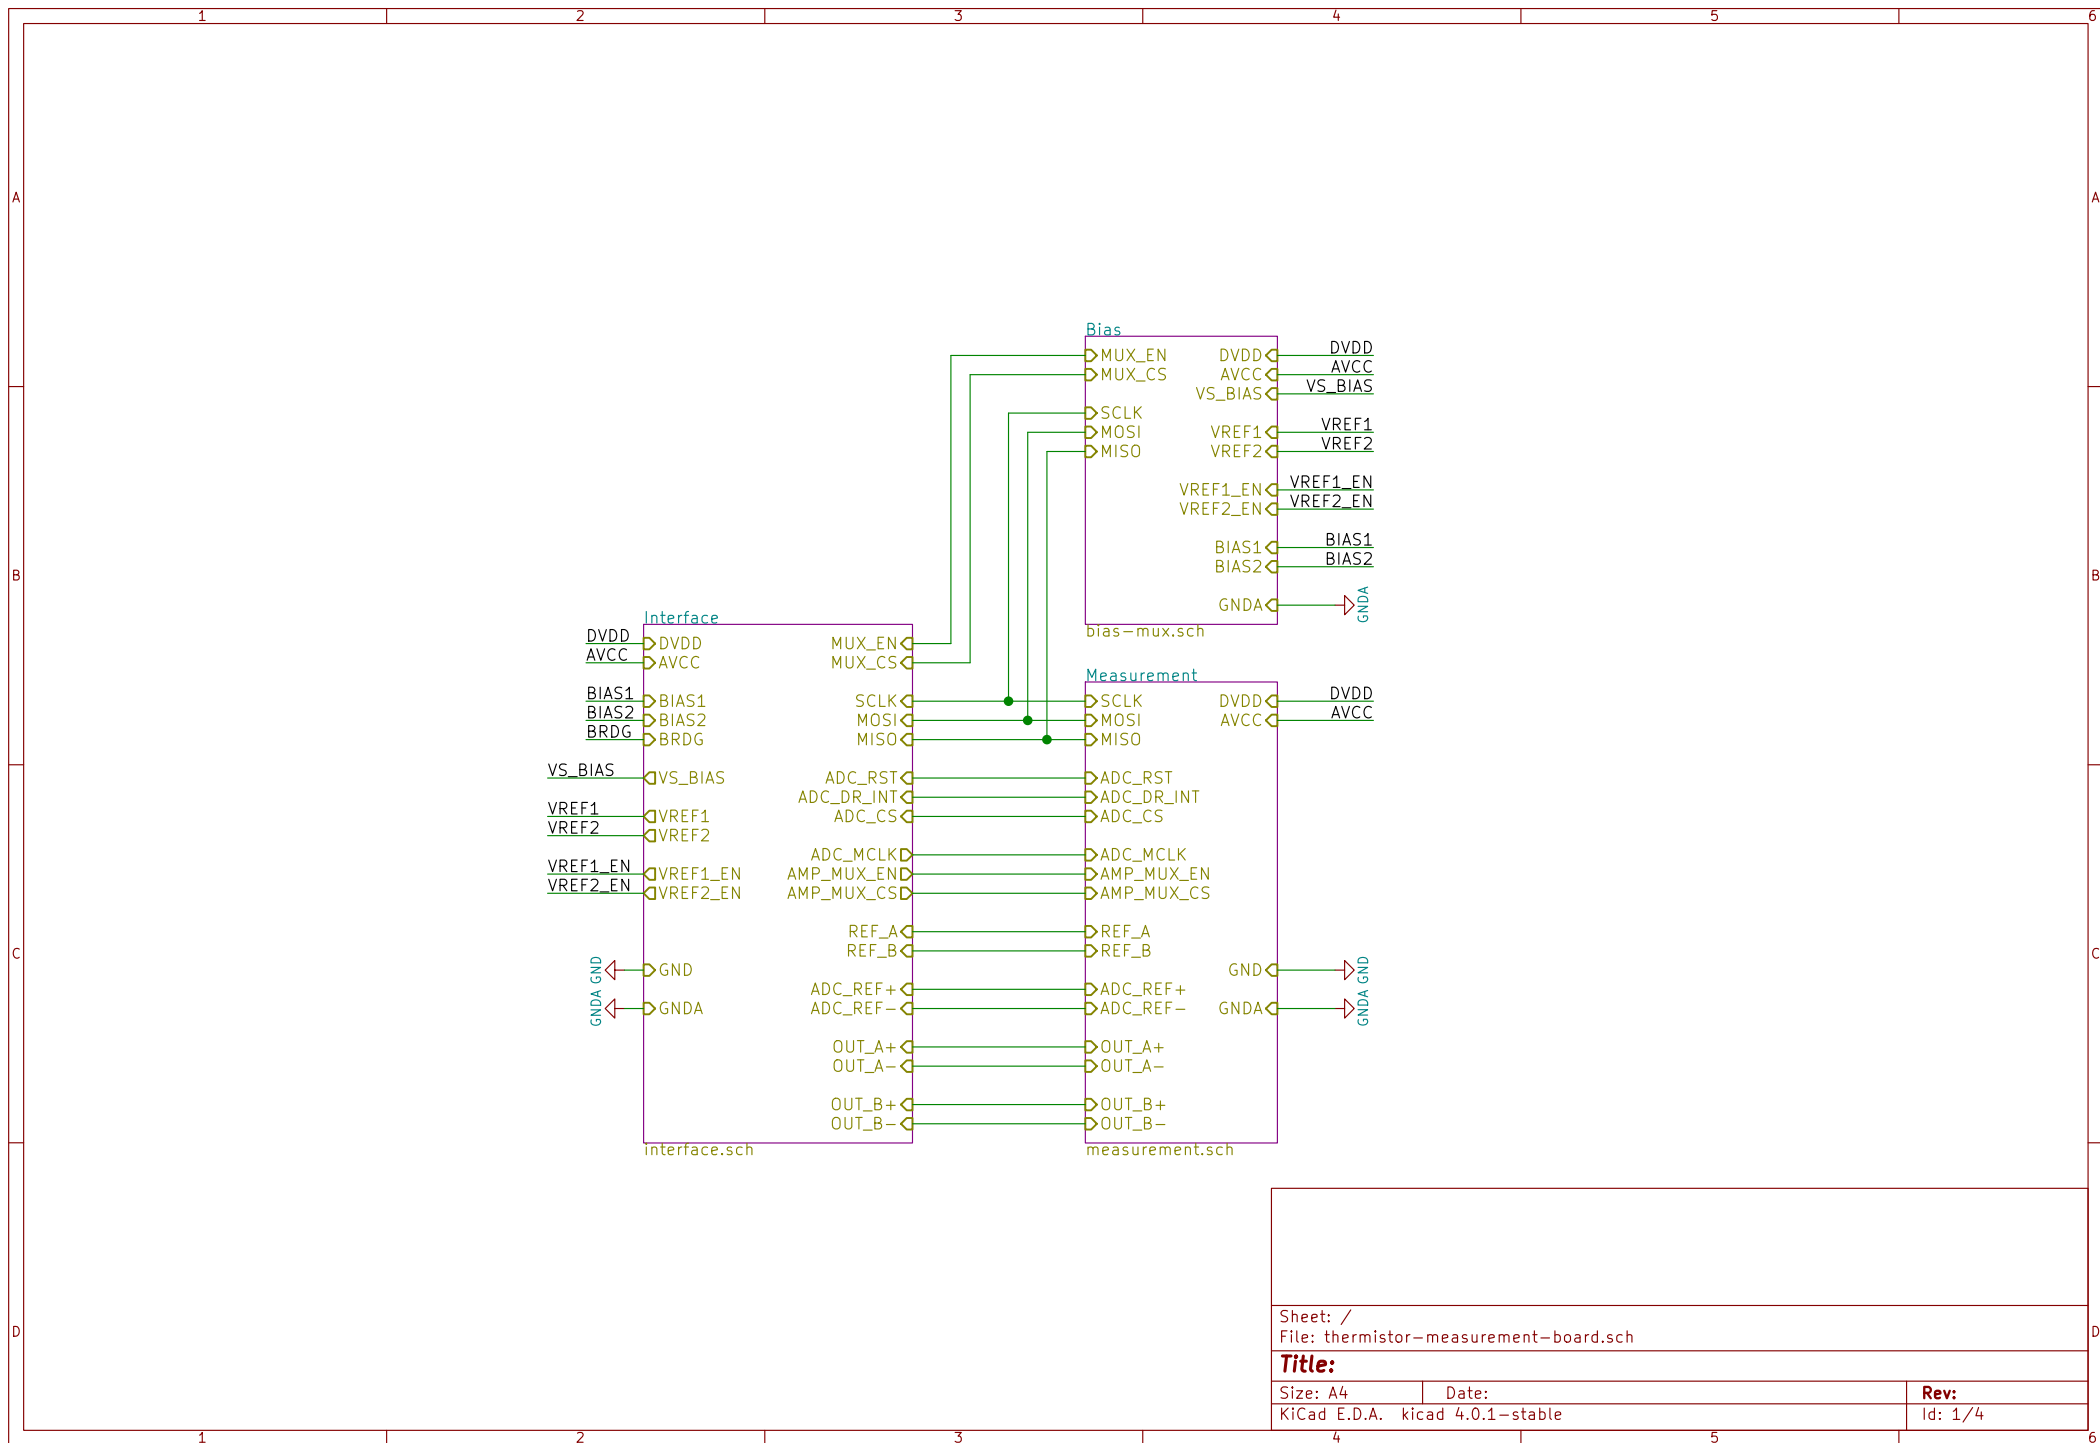 1 2 3 4 5 6
A A
B B
C C
D D
Bias
MUX_EN DVDD DVDD
MUX_CS AVCC AVCC
VS_BIAS VS_BIAS
SCLK
MOSI VREF1 VREF1
MISO VREF2 VREF2
VREF1_EN VREF1_EN
VREF2_EN VREF2_EN
BIAS1 BIAS1
BIAS2 BIAS2
GNDA GNDA
bias-mux.sch
Interface
DVDD DVDD MUX_EN
AVCC AVCC MUX_CS
BIAS1 BIAS1 SCLK
BIAS2 BIAS2 MOSI
BRDG BRDG MISO
VS_BIAS VS_BIAS ADC_RST
ADC_DR_INT
VREF1 VREF1 ADC_CS
VREF2 VREF2
ADC_MCLK
VREF1_EN VREF1_EN AMP_MUX_EN
VREF2_EN VREF2_EN AMP_MUX_CS
REF_A
REF_B
GND GND
ADC_REF+
GNDA GNDA ADC_REF-
OUT_A+
OUT_A-
OUT_B+
OUT_B-
interface.sch
Measurement
SCLK DVDD DVDD
MOSI AVCC AVCC
MISO
ADC_RST
ADC_DR_INT
ADC_CS
ADC_MCLK
AMP_MUX_EN
AMP_MUX_CS
REF_A
REF_B
GND GND
ADC_REF+
ADC_REF- GNDA GNDA
OUT_A+
OUT_A-
OUT_B+
OUT_B-
measurement.sch
Sheet: /
File: thermistor-measurement-board.sch
Title:
Size: A4 Date: Rev:
KiCad E.D.A. kicad 4.0.1-stable Id: 1/4
1 2 3 4 5 6